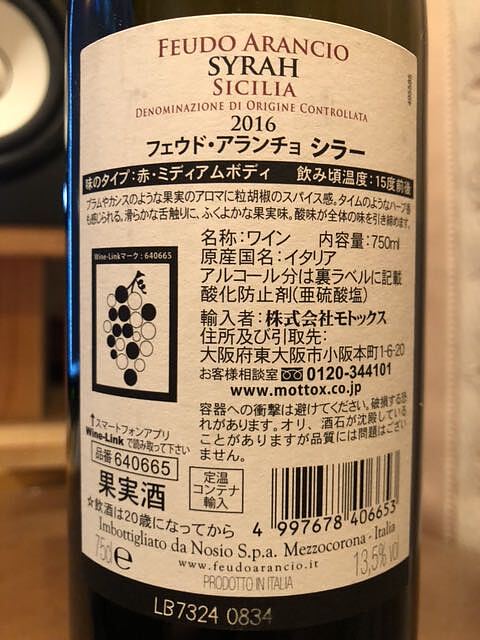 FEUDO ARANCIO
SYRAH
SICILIA
DENOMINAZIONE DI ORIGINE CONTROLLATA
2016
フェウド・アランチョ シラー
味のタイプ:赤・ミディアムボディ 飲み頃温度:15度前後
プラムやカシスのような果実のアロマに粒胡椒のスパイス感。タイムのようなハーブ香
も感じられる。滑らかな舌触りに、ふくよかな果実味。酸味が全体の味を引き締めます。
Wine-Linkマーク:640665
名称:ワイン 内容量:750ml
原産国名:イタリア
アルコール分は裏ラベルに記載
酸化防止剤(亜硫酸塩)
輸入者:株式会社モトックス
住所及び引取先:
大阪府東大阪市小阪本町1-6-20
お客様相談室 0120-344101
www.mottox.co.jp
容器への衝撃は避けてください。破損する恐
れがあります。オリ、酒石が沈殿している
ことがありますが品質には問題はござい
ません。
↑スマートフォンアプリ
Wine-Linkで読み取って下さい
品番640665
果実酒
定温
コンテナ
輸入
☆飲酒は20歳になってから
4 997678 406653
Imbottigliato da Nosio S.p.a. Mezzocorona - Italia
75cl e
www.feudoarancio.it
13,5% vol
PRODOTTO IN ITALIA
LB7324 0834